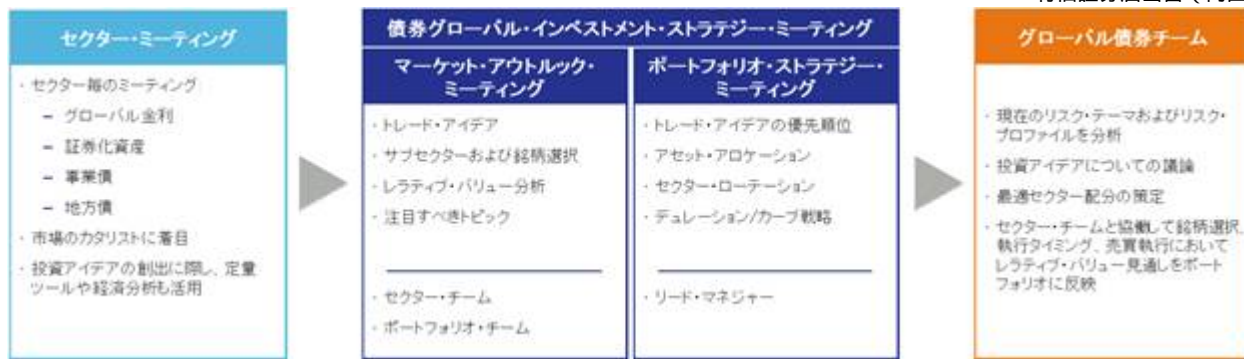 セクター・ミーティング
・セクター毎のミーティング
－ グローバル金利
－ 証券化資産
－ 事業債
－ 地方債
・市場のカタリストに着目
・投資アイデアの創出に際し、定量
ツールや経済分析も活用
債券グローバル・インベストメント・ストラテジー・ミーティング
マーケット・アウトルック・
ミーティング
・トレード・アイデア
・サブセクターおよび銘柄選択
・レラティブ・バリュー分析
・注目すべきトピック
・セクター・チーム
・ポートフォリオ・チーム
ポートフォリオ・ストラテジー・
ミーティング
・トレード・アイデアの優先順位
・アセット・アロケーション
・セクター・ローテーション
・デュレーション/カーブ戦略
・リード・マネジャー
グローバル債券チーム
・現在のリスク・テーマおよびリスク・
プロファイルを分析
・投資アイデアについての議論
・最適セクター配分の策定
・セクター・チームと協働して銘柄選択、
執行タイミング、売買執行において
レラティブ・バリュー見通しをポート
フォリオに反映